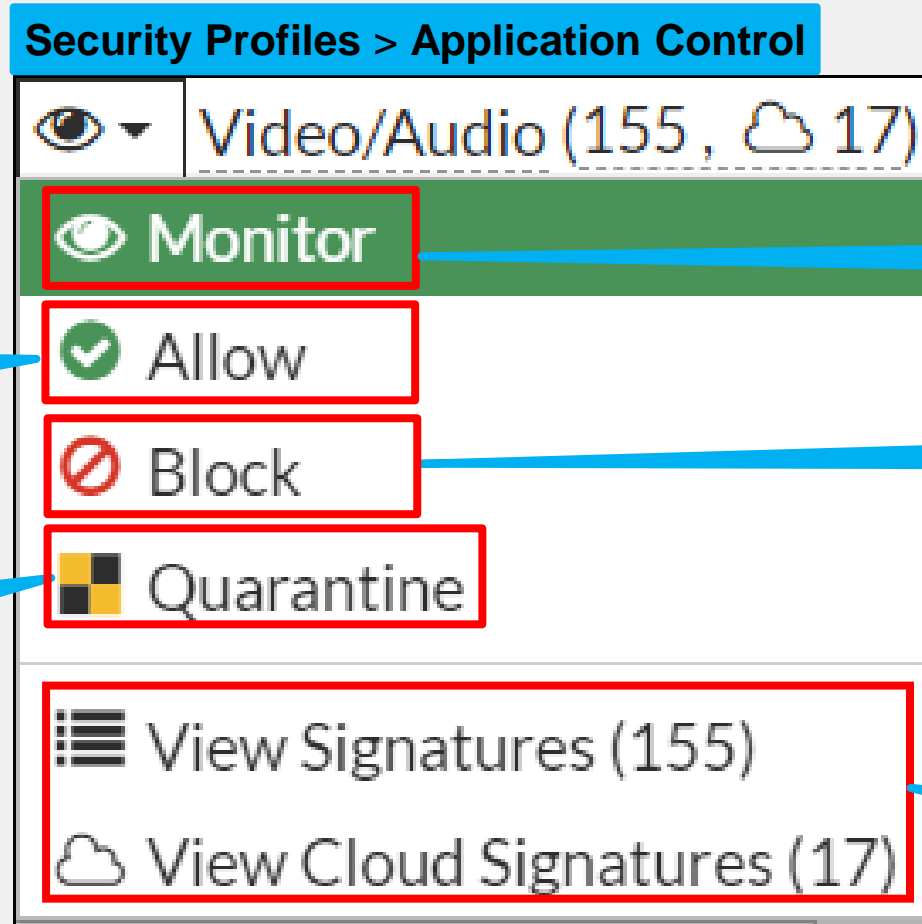 Security Profiles > Application Control
Video/Audio (155, 17)
Monitor
Allow
Block
Quarantine
View Signatures (155)
View Cloud Signatures (17)